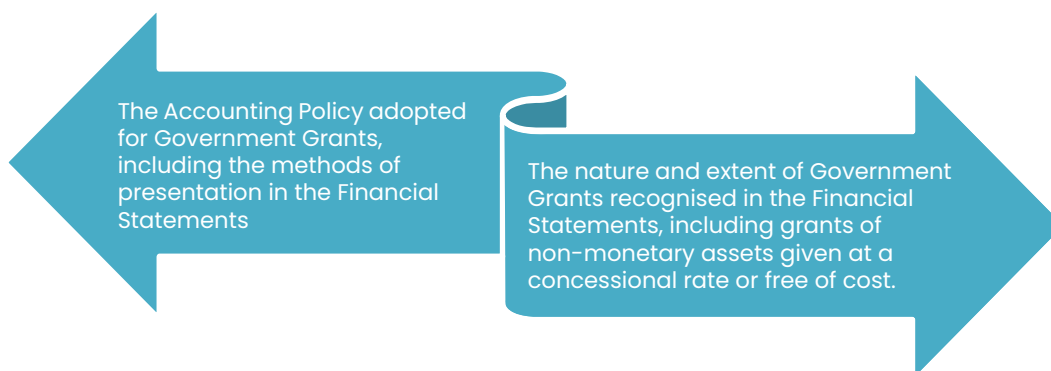 The Accounting Policy adopted
for Government Grants,
including the methods of
presentation in the Financial
Statements
The nature and extent of Government
Grants recognised in the Financial
Statements, including grants of
non-monetary assets given at a
concessional rate or free of cost.